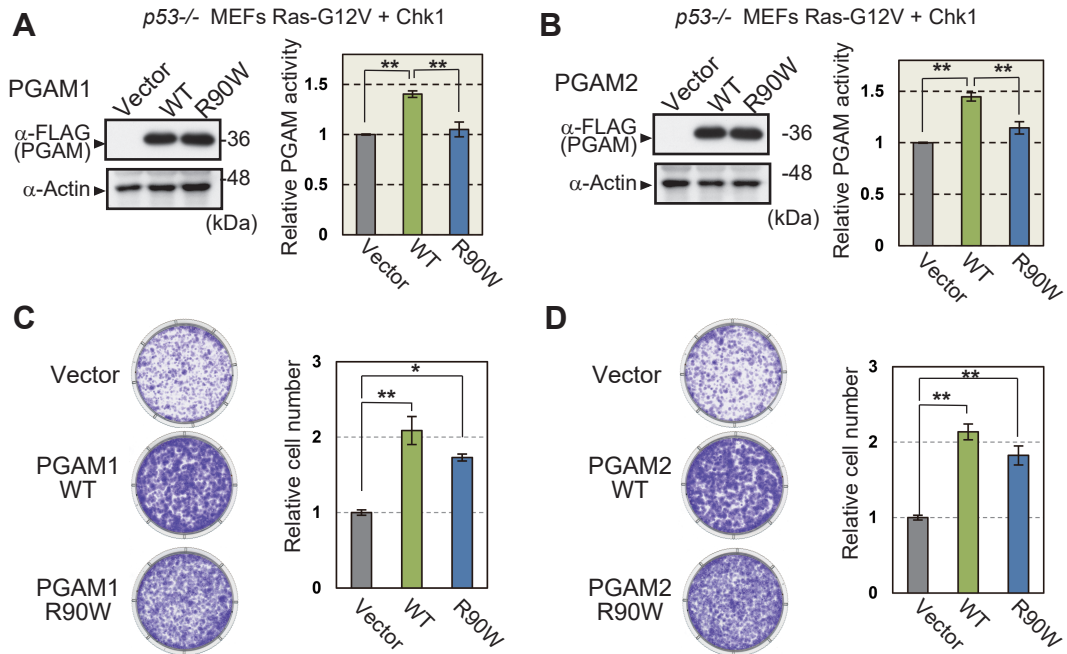 A
p53-/- MEFs Ras-G12V + Chk1
PGAM1
Vector
WT
R90W
α-FLAG
(PGAM)
-36
α-Actin
-48
(kDa)
Relative PGAM activity
1.5
1
0.5
0
**
**
Vector
WT
R90W
B
p53-/- MEFs Ras-G12V + Chk1
PGAM2
Vector
WT
R90W
α-FLAG
(PGAM)
-36
α-Actin
-48
(kDa)
Relative PGAM activity
1.5
1
0.5
0
**
**
Vector
WT
R90W
C
Vector
PGAM1
WT
PGAM1
R90W
Relative cell number
3
2
1
0
*
**
Vector
WT
R90W
D
Vector
PGAM2
WT
PGAM2
R90W
Relative cell number
3
2
1
0
**
**
Vector
WT
R90W